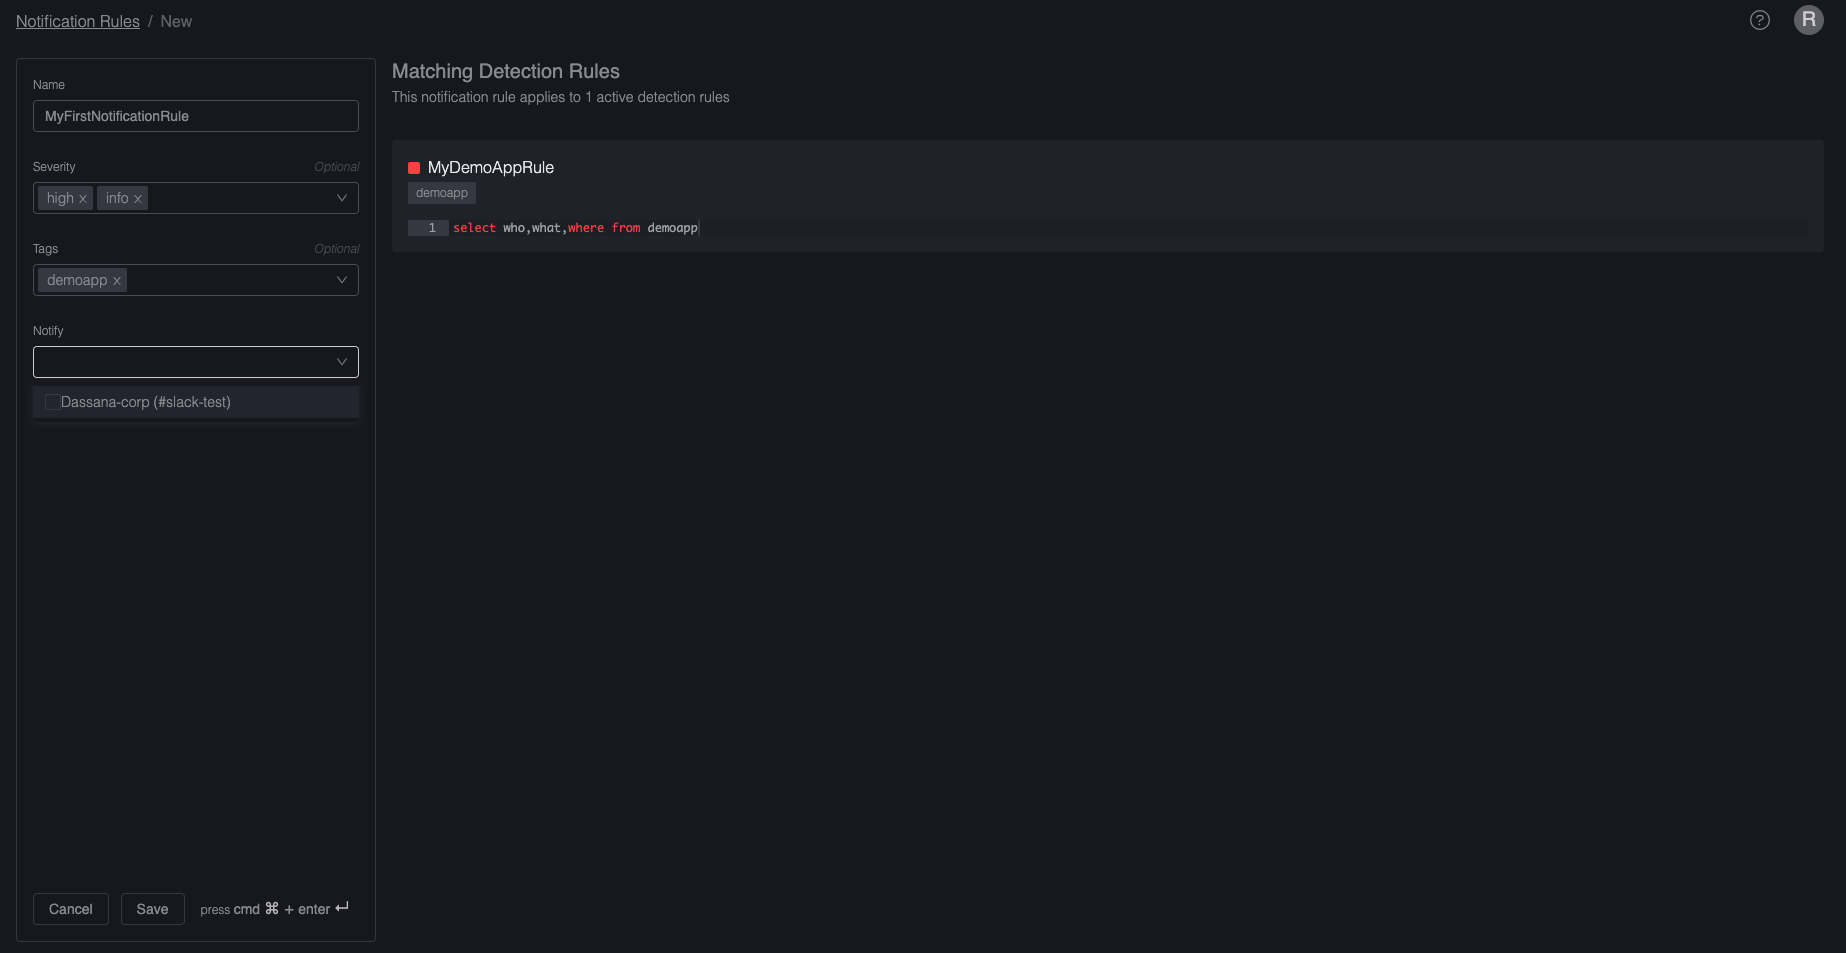 Notification Rules / New
? R
Name
MyFirstNotificationRule
Severity Optional
high × info ×
Tags Optional
demoapp ×
Notify
Dassana-corp (#slack-test)
Cancel Save press cmd ⌘ + enter ↵
Matching Detection Rules
This notification rule applies to 1 active detection rules
MyDemoAppRule
demoapp
1 select who,what,where from demoapp